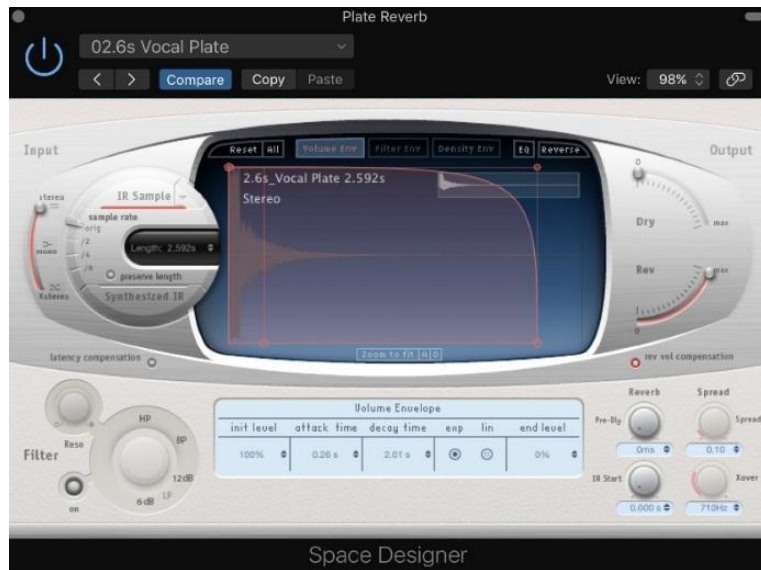 Plate Reverb
02.6s Vocal Plate
Compare Copy Paste View: 98%
Input Reset All Volume Env Filter Env Density Env EQ Reverse Output
2.6s_Vocal Plate 2.592s
Stereo
stereo
mono
Xstereo
IR Sample
sample rate
orig
/2
/4
/8
Length: 2.592s
preserve length
Synthesized IR
0
Dry max
Rev max
0
Zoom to fit A D
latency compensation
rev vol compensation
Volume Envelope
init level attack time decay time exp lin end level
100% 0.26 s 2.01 s 0%
Reverb Spread
Pre-Dly Spread
0ms 0.10
IR Start Xover
0.000 s 710Hz
Filter
Reso
on
HP
BP
12dB
LP
6dB
Space Designer